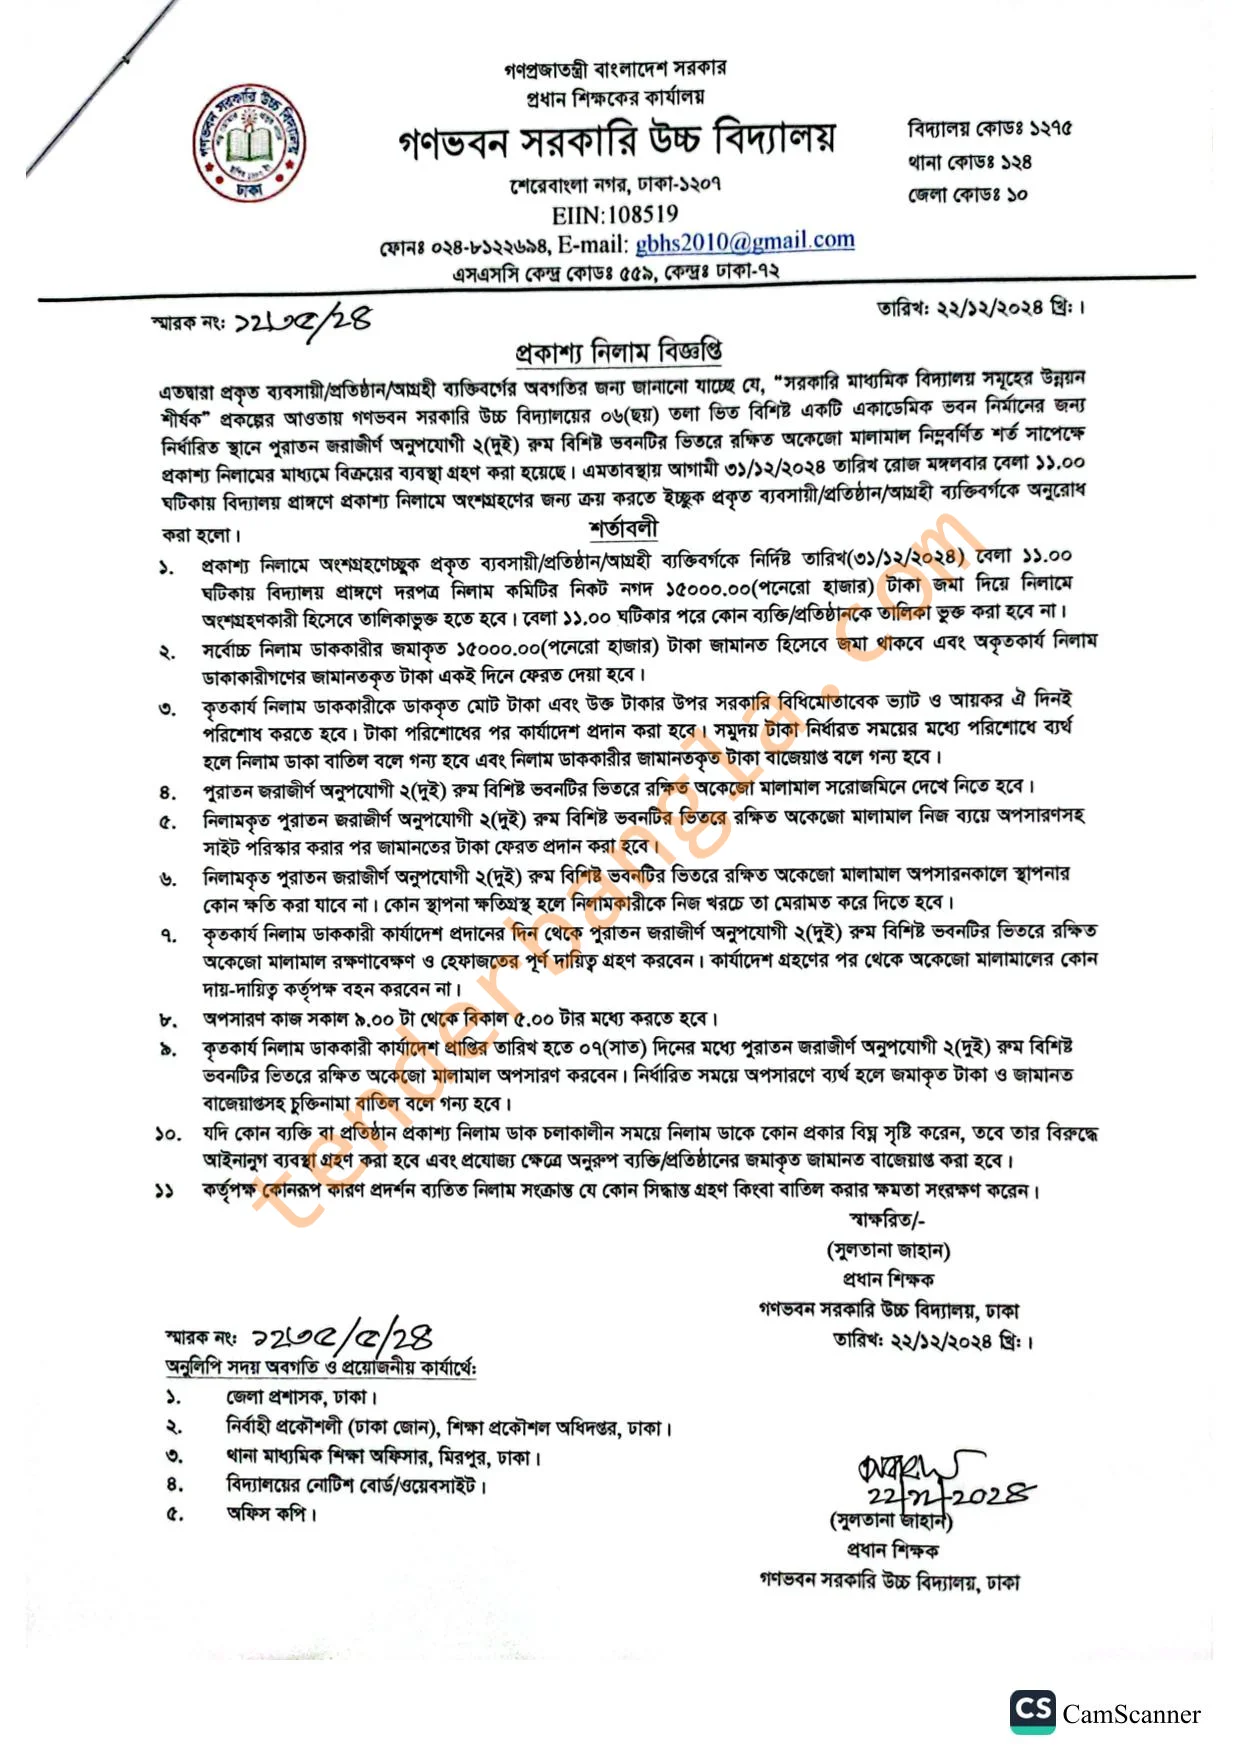 গণপ্রজাতন্ত্রী বাংলাদেশ সরকার
প্রধান শিক্ষকের কার্যালয়
গণভবন সরকারি উচ্চ বিদ্যালয়
শেরেবাংলা নগর, ঢাকা-১২০৭
EIIN:108519
ফোনঃ ০২৪-৮১২২৬৯৪, E-mail: gbhs2010@gmail.com
এসএসসি কেন্দ্র কোডঃ ৫৫৯, কেন্দ্রঃ ঢাকা-৭২
বিদ্যালয় কোডঃ ১২৭৫
থানা কোডঃ ১২৪
জেলা কোডঃ ১০
গণভবন সরকারি উচ্চ বিদ্যালয়
ঢাকা
স্মারক নং:
তারিখ: ২২/১২/২০২৪ খ্রি:।
প্রকাশ্য নিলাম বিজ্ঞপ্তি
এতদ্বারা প্রকৃত ব্যবসায়ী/প্রতিষ্ঠান/আগ্রহী ব্যক্তিবর্গের অবগতির জন্য জানানো যাচ্ছে যে, “সরকারি মাধ্যমিক বিদ্যালয় সমূহের উন্নয়ন
শীর্ষক” প্রকল্পের আওতায় গণভবন সরকারি উচ্চ বিদ্যালয়ের ০৬(ছয়) তলা ভিত বিশিষ্ট একটি একাডেমিক ভবন নির্মানের জন্য
নির্ধারিত স্থানে পুরাতন জরাজীর্ণ অনুপযোগী ২(দুই) রুম বিশিষ্ট ভবনটির ভিতরে রক্ষিত অকেজো মালামাল নিম্নবর্ণিত শর্ত সাপেক্ষে
প্রকাশ্য নিলামের মাধ্যমে বিক্রয়ের ব্যবস্থা গ্রহণ করা হয়েছে। এমতাবস্থায় আগামী ৩১/১২/২০২৪ তারিখ রোজ মঙ্গলবার বেলা ১১.০০
ঘটিকায় বিদ্যালয় প্রাঙ্গণে প্রকাশ্য নিলামে অংশগ্রহণের জন্য ক্রয় করতে ইচ্ছুক প্রকৃত ব্যবসায়ী/প্রতিষ্ঠান/আগ্রহী ব্যক্তিবর্গকে অনুরোধ
করা হলো।
শর্তাবলী
১. প্রকাশ্য নিলামে অংশগ্রহণেচ্ছুক প্রকৃত ব্যবসায়ী/প্রতিষ্ঠান/আগ্রহী ব্যক্তিবর্গকে নির্দিষ্ট তারিখ(৩১/১২/২০২৪) বেলা ১১.০০
ঘটিকায় বিদ্যালয় প্রাঙ্গণে দরপত্র নিলাম কমিটির নিকট নগদ ১৫০০০.০০(পনেরো হাজার) টাকা জমা দিয়ে নিলামে
অংশগ্রহণকারী হিসেবে তালিকাভুক্ত হতে হবে। বেলা ১১.০০ ঘটিকার পরে কোন ব্যক্তি/প্রতিষ্ঠানকে তালিকা ভুক্ত করা হবে না।
২. সর্বোচ্চ নিলাম ডাককারীর জমাকৃত ১৫০০০.০০(পনেরো হাজার) টাকা জামানত হিসেবে জমা থাকবে এবং অকৃতকার্য নিলাম
ডাকাকারীগণের জামানতকৃত টাকা একই দিনে ফেরত দেয়া হবে।
৩. কৃতকার্য নিলাম ডাককারীকে ডাককৃত মোট টাকা এবং উক্ত টাকার উপর সরকারি বিধিমোতাবেক ভ্যাট ও আয়কর ঐ দিনই
পরিশোধ করতে হবে। টাকা পরিশোধের পর কার্যাদেশ প্রদান করা হবে। সমুদয় টাকা নির্ধারত সময়ের মধ্যে পরিশোধে ব্যর্থ
হলে নিলাম ডাকা বাতিল বলে গন্য হবে এবং নিলাম ডাককারীর জামানতকৃত টাকা বাজেয়াপ্ত বলে গন্য হবে।
৪. পুরাতন জরাজীর্ণ অনুপযোগী ২(দুই) রুম বিশিষ্ট ভবনটির ভিতরে রক্ষিত অকেজো মালামাল সরোজমিনে দেখে নিতে হবে।
৫. নিলামকৃত পুরাতন জরাজীর্ণ অনুপযোগী ২(দুই) রুম বিশিষ্ট ভবনটির ভিতরে রক্ষিত অকেজো মালামাল নিজ ব্যয়ে অপসারণসহ
সাইট পরিস্কার করার পর জামানতের টাকা ফেরত প্রদান করা হবে।
৬. নিলামকৃত পুরাতন জরাজীর্ণ অনুপযোগী ২(দুই) রুম বিশিষ্ট ভবনটির ভিতরে রক্ষিত অকেজো মালামাল অপসারনকালে স্থাপনার
কোন ক্ষতি করা যাবে না। কোন স্থাপনা ক্ষতিগ্রস্থ হলে নিলামকারীকে নিজ খরচে তা মেরামত করে দিতে হবে।
৭. কৃতকার্য নিলাম ডাককারী কার্যাদেশ প্রদানের দিন থেকে পুরাতন জরাজীর্ণ অনুপযোগী ২(দুই) রুম বিশিষ্ট ভবনটির ভিতরে রক্ষিত
অকেজো মালামাল রক্ষণাবেক্ষণ ও হেফাজতের পূর্ণ দায়িত্ব গ্রহণ করবেন। কার্যাদেশ গ্রহণের পর থেকে অকেজো মালামালের কোন
দায়-দায়িত্ব কর্তৃপক্ষ বহন করবেন না।
৮. অপসারণ কাজ সকাল ৯.০০ টা থেকে বিকাল ৫.০০ টার মধ্যে করতে হবে।
৯. কৃতকার্য নিলাম ডাককারী কার্যাদেশ প্রাপ্তির তারিখ হতে ০৭(সাত) দিনের মধ্যে পুরাতন জরাজীর্ণ অনুপযোগী ২(দুই) রুম বিশিষ্ট
ভবনটির ভিতরে রক্ষিত অকেজো মালামাল অপসারণ করবেন। নির্ধারিত সময়ে অপসারণে ব্যর্থ হলে জমাকৃত টাকা ও জামানত
বাজেয়াপ্তসহ চুক্তিনামা বাতিল বলে গন্য হবে।
১০. যদি কোন ব্যক্তি বা প্রতিষ্ঠান প্রকাশ্য নিলাম ডাক চলাকালীন সময়ে নিলাম ডাকে কোন প্রকার বিঘ্ন সৃষ্টি করেন, তবে তার বিরুদ্ধে
আইনানুগ ব্যবস্থা গ্রহণ করা হবে এবং প্রযোজ্য ক্ষেত্রে অনুরুপ ব্যক্তি/প্রতিষ্ঠানের জমাকৃত জামানত বাজেয়াপ্ত করা হবে।
১১ কর্তৃপক্ষ কোনরূপ কারণ প্রদর্শন ব্যতিত নিলাম সংক্রান্ত যে কোন সিদ্ধান্ত গ্রহণ কিংবা বাতিল করার ক্ষমতা সংরক্ষণ করেন।
স্বাক্ষরিত/-
(সুলতানা জাহান)
প্রধান শিক্ষক
গণভবন সরকারি উচ্চ বিদ্যালয়, ঢাকা
তারিখ: ২২/১২/২০২৪ খ্রি:।
স্মারক নং:
অনুলিপি সদয় অবগতি ও প্রয়োজনীয় কার্যার্থে:
১. জেলা প্রশাসক, ঢাকা।
২. নির্বাহী প্রকৌশলী (ঢাকা জোন), শিক্ষা প্রকৌশল অধিদপ্তর, ঢাকা।
৩. থানা মাধ্যমিক শিক্ষা অফিসার, মিরপুর, ঢাকা।
৪. বিদ্যালয়ের নোটিশ বোর্ড/ওয়েবসাইট।
৫. অফিস কপি।
(সুলতানা জাহান)
প্রধান শিক্ষক
গণভবন সরকারি উচ্চ বিদ্যালয়, ঢাকা
tenderbangla.com
CS CamScanner